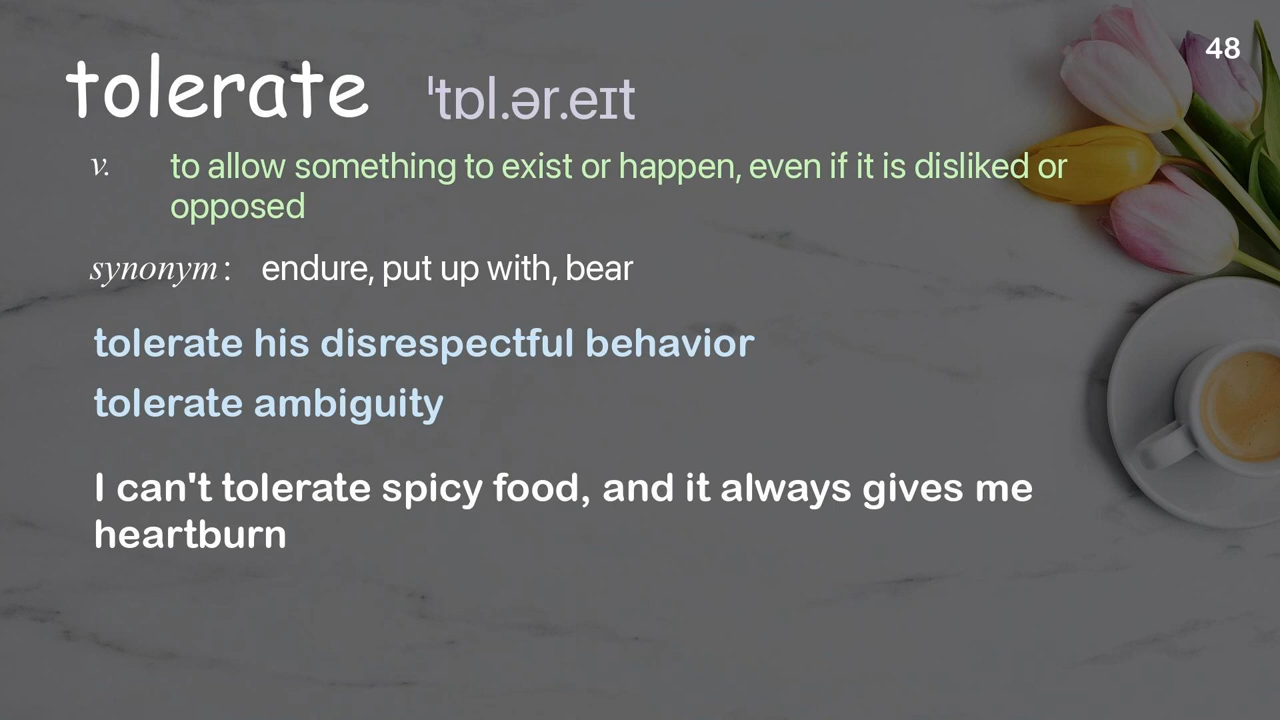 48
tolerate ˈtɒl.ər.eɪt
v. to allow something to exist or happen, even if it is disliked or
opposed
synonym: endure, put up with, bear
tolerate his disrespectful behavior
tolerate ambiguity
I can't tolerate spicy food, and it always gives me
heartburn